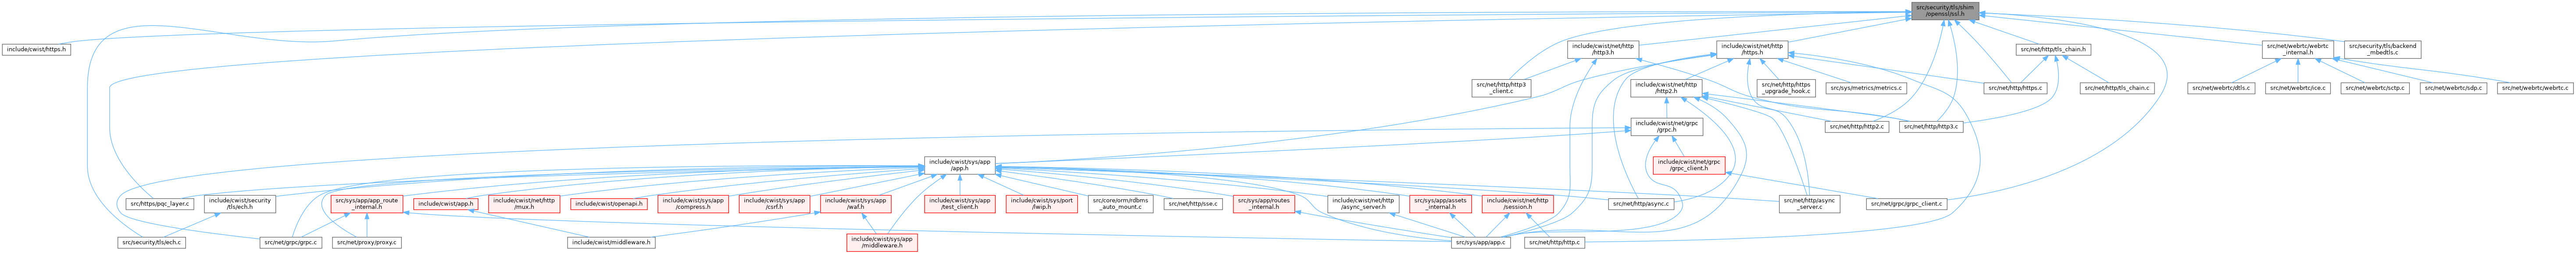 src/security/tls/shim
/openssl/ssl.h
include/cwist/https.h
include/cwist/net/http
/http3.h
include/cwist/net/http
/https.h
src/net/http/tls_chain.h
src/net/webrtc/webrtc
_internal.h
src/security/tls/backend
_mbedtls.c
src/net/http/http3
_client.c
include/cwist/net/http
/http2.h
src/net/http/https
_upgrade_hook.c
src/sys/metrics/metrics.c
src/net/http/https.c
src/net/http/tls_chain.c
src/net/webrtc/dtls.c
src/net/webrtc/ice.c
src/net/webrtc/sctp.c
src/net/webrtc/sdp.c
src/net/webrtc/webrtc.c
include/cwist/net/grpc
/grpc.h
src/net/http/http2.c
src/net/http/http3.c
include/cwist/sys/app
/app.h
include/cwist/net/grpc
/grpc_client.h
src/https/pqc_layer.c
include/cwist/security
/tls/ech.h
src/sys/app/app_route
_internal.h
include/cwist/app.h
include/cwist/net/http
/mux.h
include/cwist/openapi.h
include/cwist/sys/app
/compress.h
include/cwist/sys/app
/csrf.h
include/cwist/sys/app
/waf.h
include/cwist/sys/app
/test_client.h
include/cwist/sys/port
/lwip.h
src/core/orm/rdbms
_auto_mount.c
src/net/http/sse.c
src/sys/app/routes
_internal.h
include/cwist/net/http
/async_server.h
src/sys/app/assets
_internal.h
include/cwist/net/http
/session.h
src/net/http/async.c
src/net/http/async
_server.c
src/net/grpc/grpc_client.c
src/security/tls/ech.c
src/net/grpc/grpc.c
src/net/proxy/proxy.c
include/cwist/middleware.h
include/cwist/sys/app
/middleware.h
src/sys/app/app.c
src/net/http/http.c